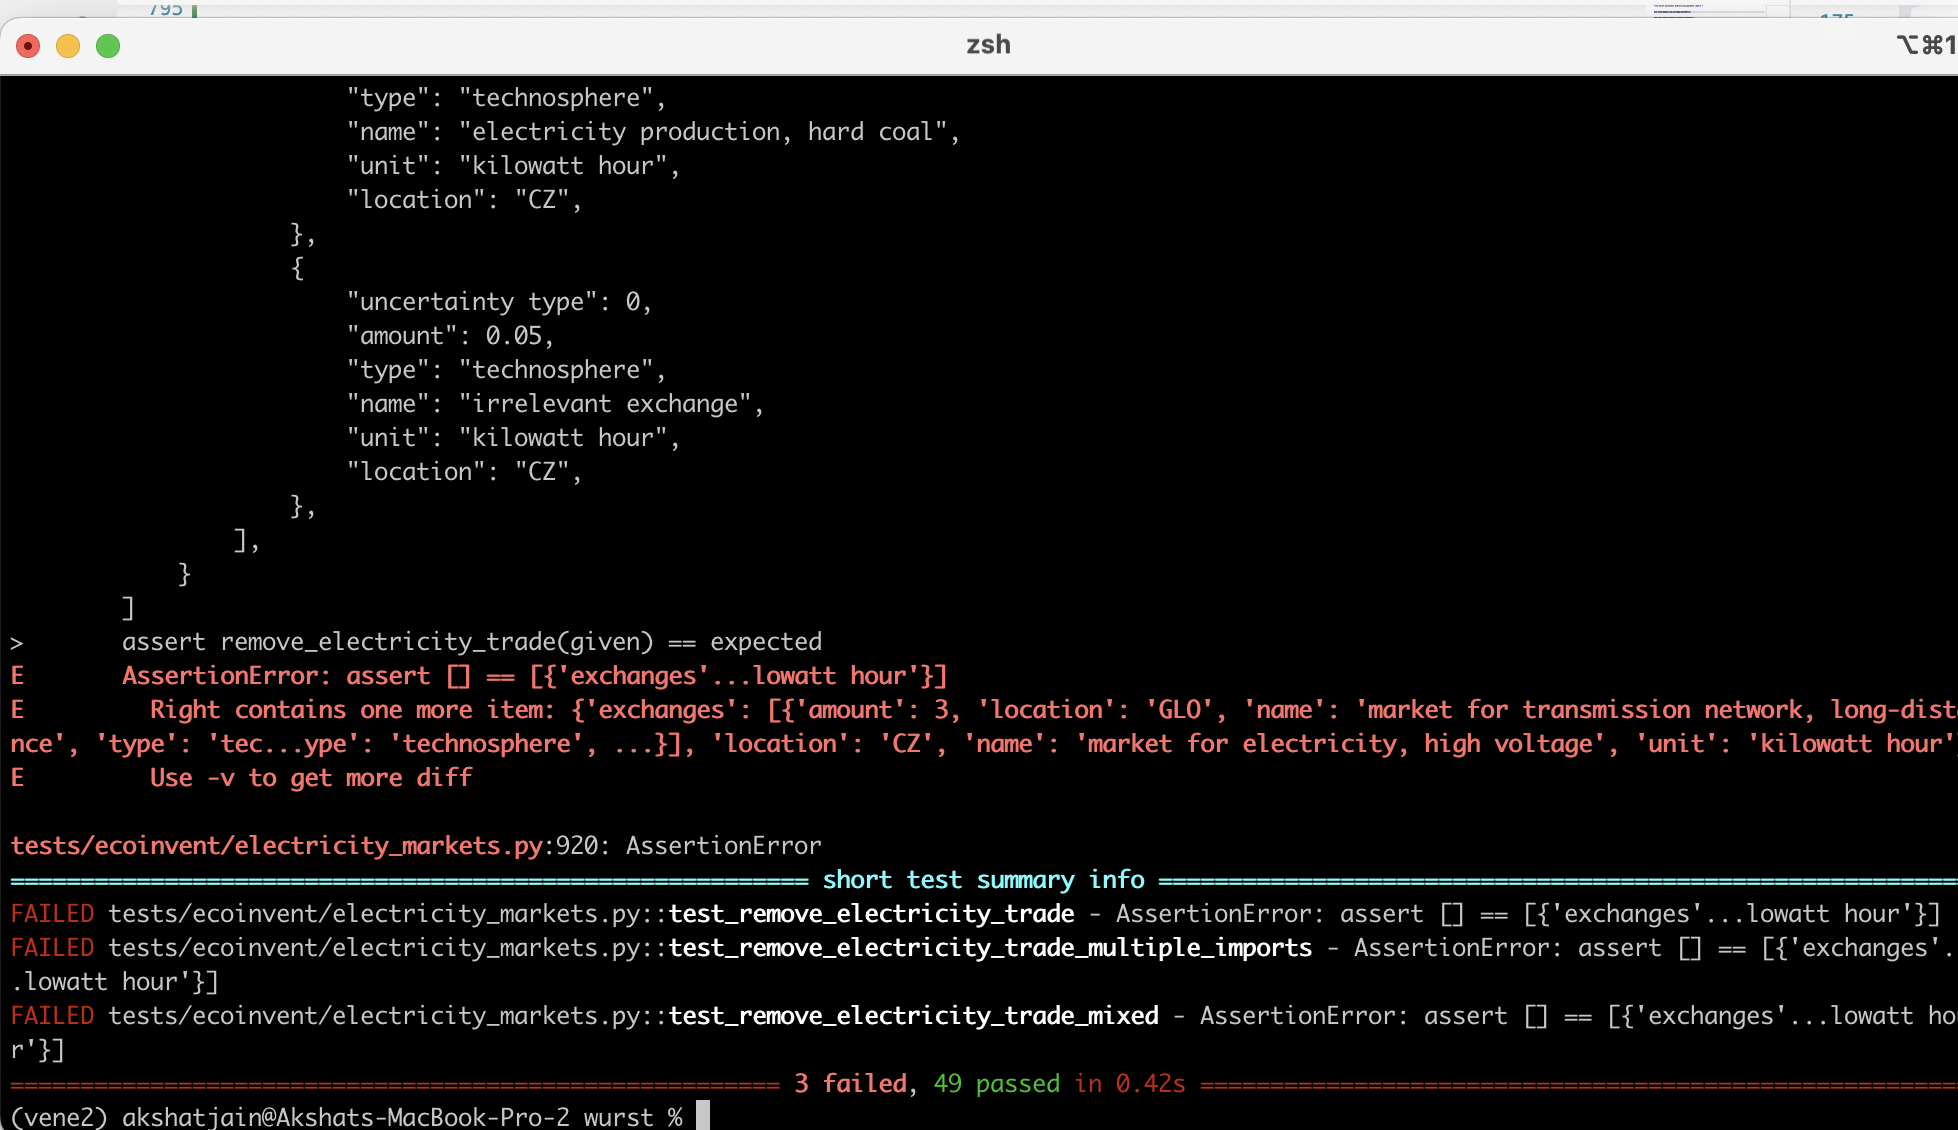 795
zsh
⌥⌘1
"type": "technosphere",
"name": "electricity production, hard coal",
"unit": "kilowatt hour",
"location": "CZ",
},
{
"uncertainty type": 0,
"amount": 0.05,
"type": "technosphere",
"name": "irrelevant exchange",
"unit": "kilowatt hour",
"location": "CZ",
},
],
}
]
> assert remove_electricity_trade(given) == expected
E AssertionError: assert [] == [{'exchanges'...lowatt hour'}]
E Right contains one more item: {'exchanges': [{'amount': 3, 'location': 'GLO', 'name': 'market for transmission network, long-dist
nce', 'type': 'tec...ype': 'technosphere', ...}], 'location': 'CZ', 'name': 'market for electricity, high voltage', 'unit': 'kilowatt hour'
E Use -v to get more diff
tests/ecoinvent/electricity_markets.py:920: AssertionError
short test summary info
FAILED tests/ecoinvent/electricity_markets.py::test_remove_electricity_trade - AssertionError: assert [] == [{'exchanges'...lowatt hour'}]
FAILED tests/ecoinvent/electricity_markets.py::test_remove_electricity_trade_multiple_imports - AssertionError: assert [] == [{'exchanges'.
.lowatt hour'}]
FAILED tests/ecoinvent/electricity_markets.py::test_remove_electricity_trade_mixed - AssertionError: assert [] == [{'exchanges'...lowatt ho
r'}]
3 failed, 49 passed in 0.42s
(vene2) akshatjain@Akshats-MacBook-Pro-2 wurst %